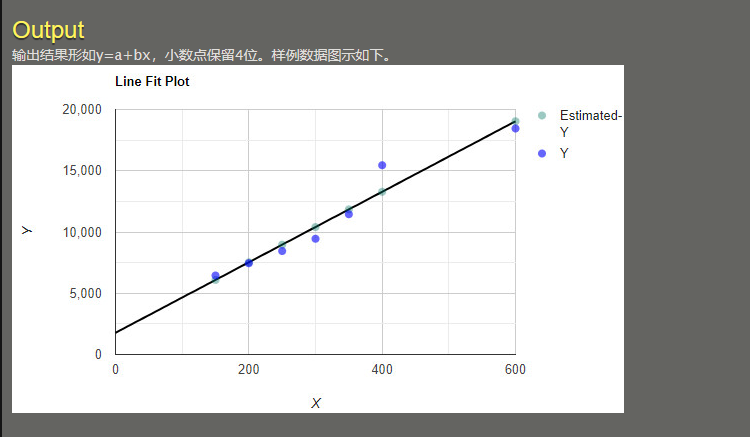 Output
输出结果形如y=a+bx，小数点保留4位。样例数据图示如下。
Line Fit Plot
20,000
15,000
10,000
5,000
0
Y
0 200 400 600
X
Estimated-
Y
Y